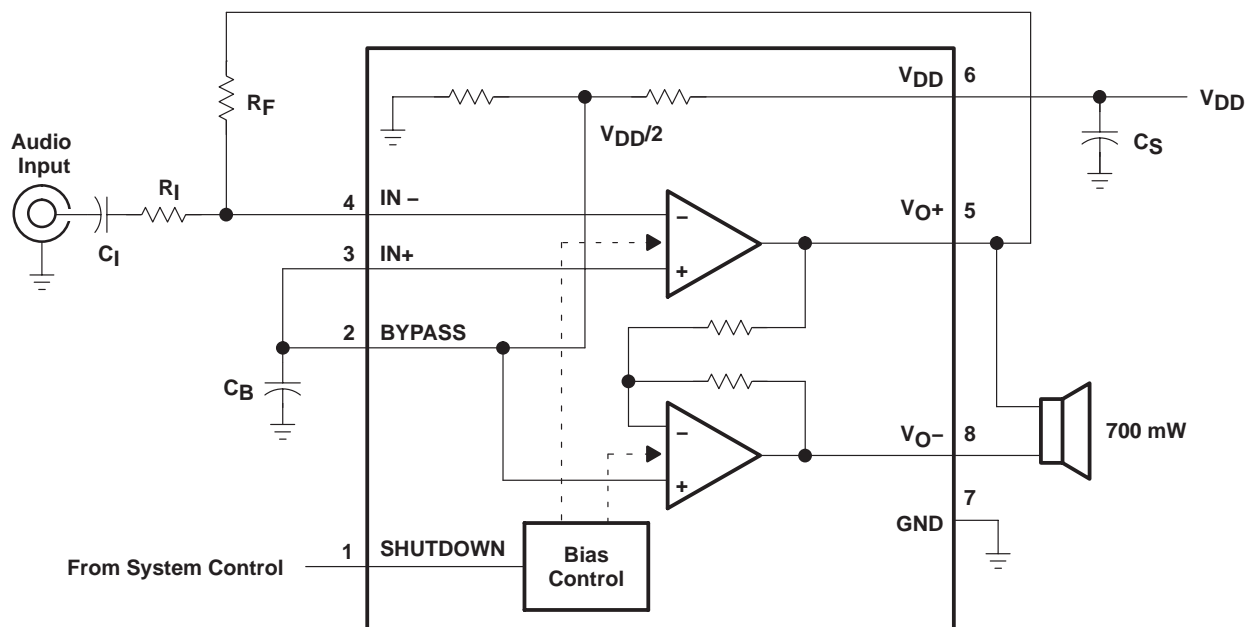 VDD 6
VDD
RF
VDD/2
CS
Audio
Input
RI
CI
4 IN –
VO+ 5
3 IN+
2 BYPASS
CB
VO– 8
700 mW
7
GND
1 SHUTDOWN
From System Control
Bias
Control
–
+
–
+